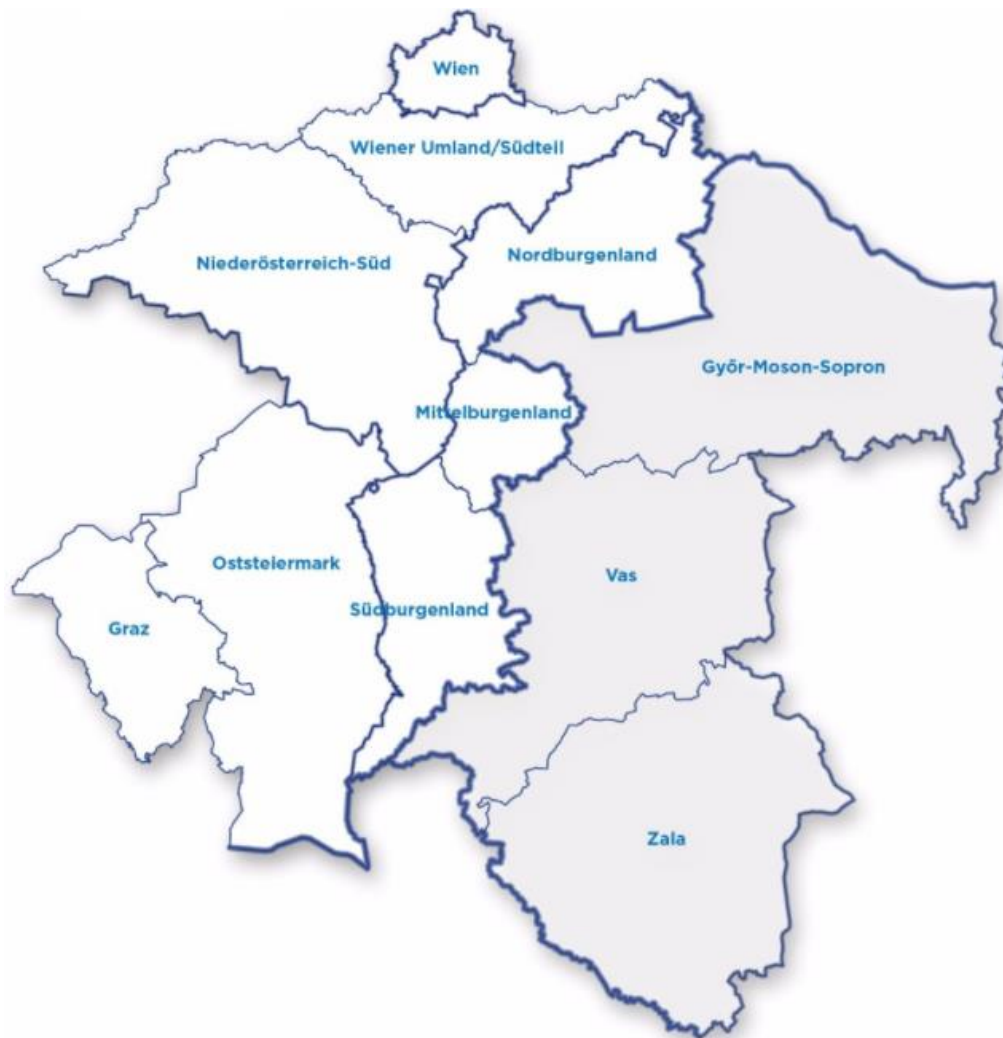 Wien
Wiener Umland/Südteil
Nordburgenland
Niederösterreich-Süd
Győr-Moson-Sopron
Mittelburgenland
Oststeiermark
Vas
Südburgenland
Graz
Zala